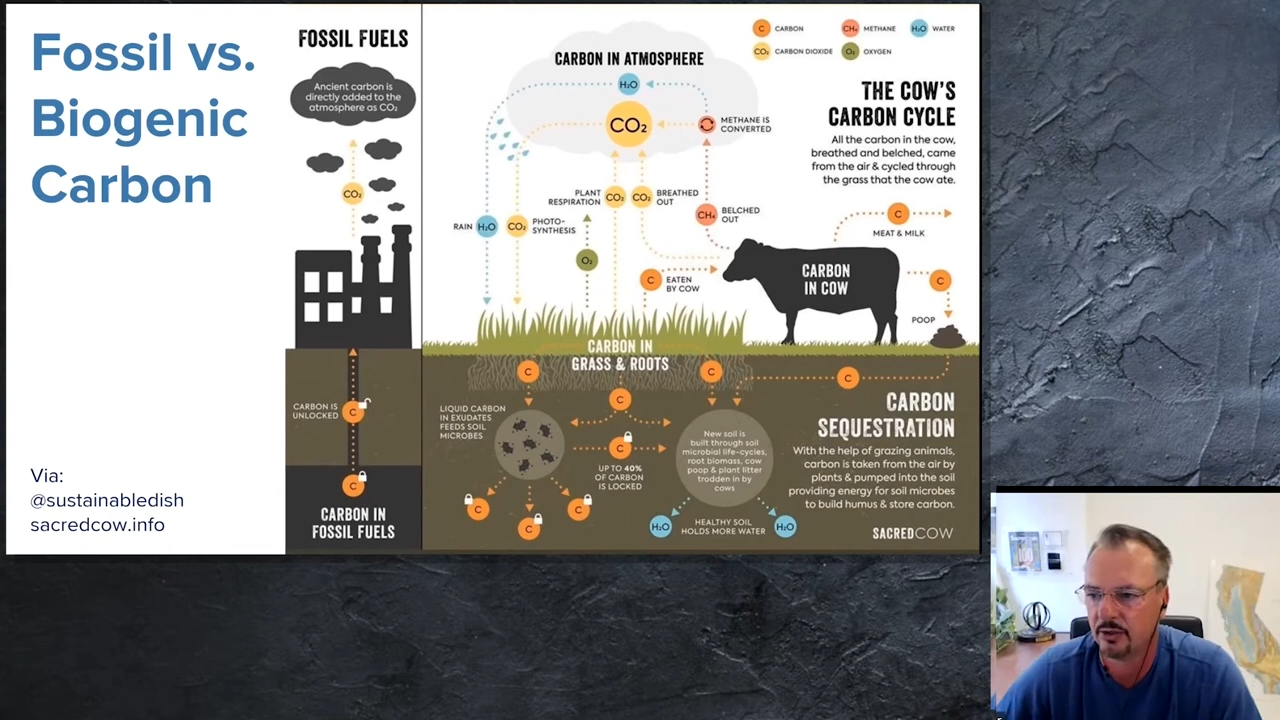 Fossil vs.
Biogenic
Carbon
Via:
@sustainabledish
sacredcow.info
FOSSIL FUELS
Ancient carbon is
directly added to the
atmosphere as CO₂
CO₂
CARBON IS
UNLOCKED
C
C
CARBON IN
FOSSIL FUELS
C CARBON
CH₄ METHANE
H₂O WATER
CO₂ CARBON DIOXIDE
O₂ OXYGEN
CARBON IN ATMOSPHERE
H₂O
CO₂
METHANE IS
CONVERTED
THE COW'S
CARBON CYCLE
All the carbon in the cow,
breathed and belched, came
from the air & cycled through
the grass that the cow ate.
PLANT
RESPIRATION
CO₂
CO₂
BREATHED
OUT
CH₄
BELCHED
OUT
RAIN
H₂O
CO₂
PHOTO-
SYNTHESIS
O₂
C
EATEN
BY COW
C
MEAT & MILK
CARBON
IN COW
C
POOP
CARBON IN
GRASS & ROOTS
C
C
C
C
LIQUID CARBON
IN EXUDATES
FEEDS SOIL
MICROBES
C
UP TO 40%
OF CARBON
IS LOCKED
New soil is
built through soil
microbial life-cycles,
root biomass, cow
poop & plant litter
trodden in by
cows
C
C
C
H₂O
HEALTHY SOIL
HOLDS MORE WATER
H₂O
CARBON
SEQUESTRATION
With the help of grazing animals,
carbon is taken from the air by
plants & pumped into the soil
providing energy for soil microbes
to build humus & store carbon.
SACREDCOW